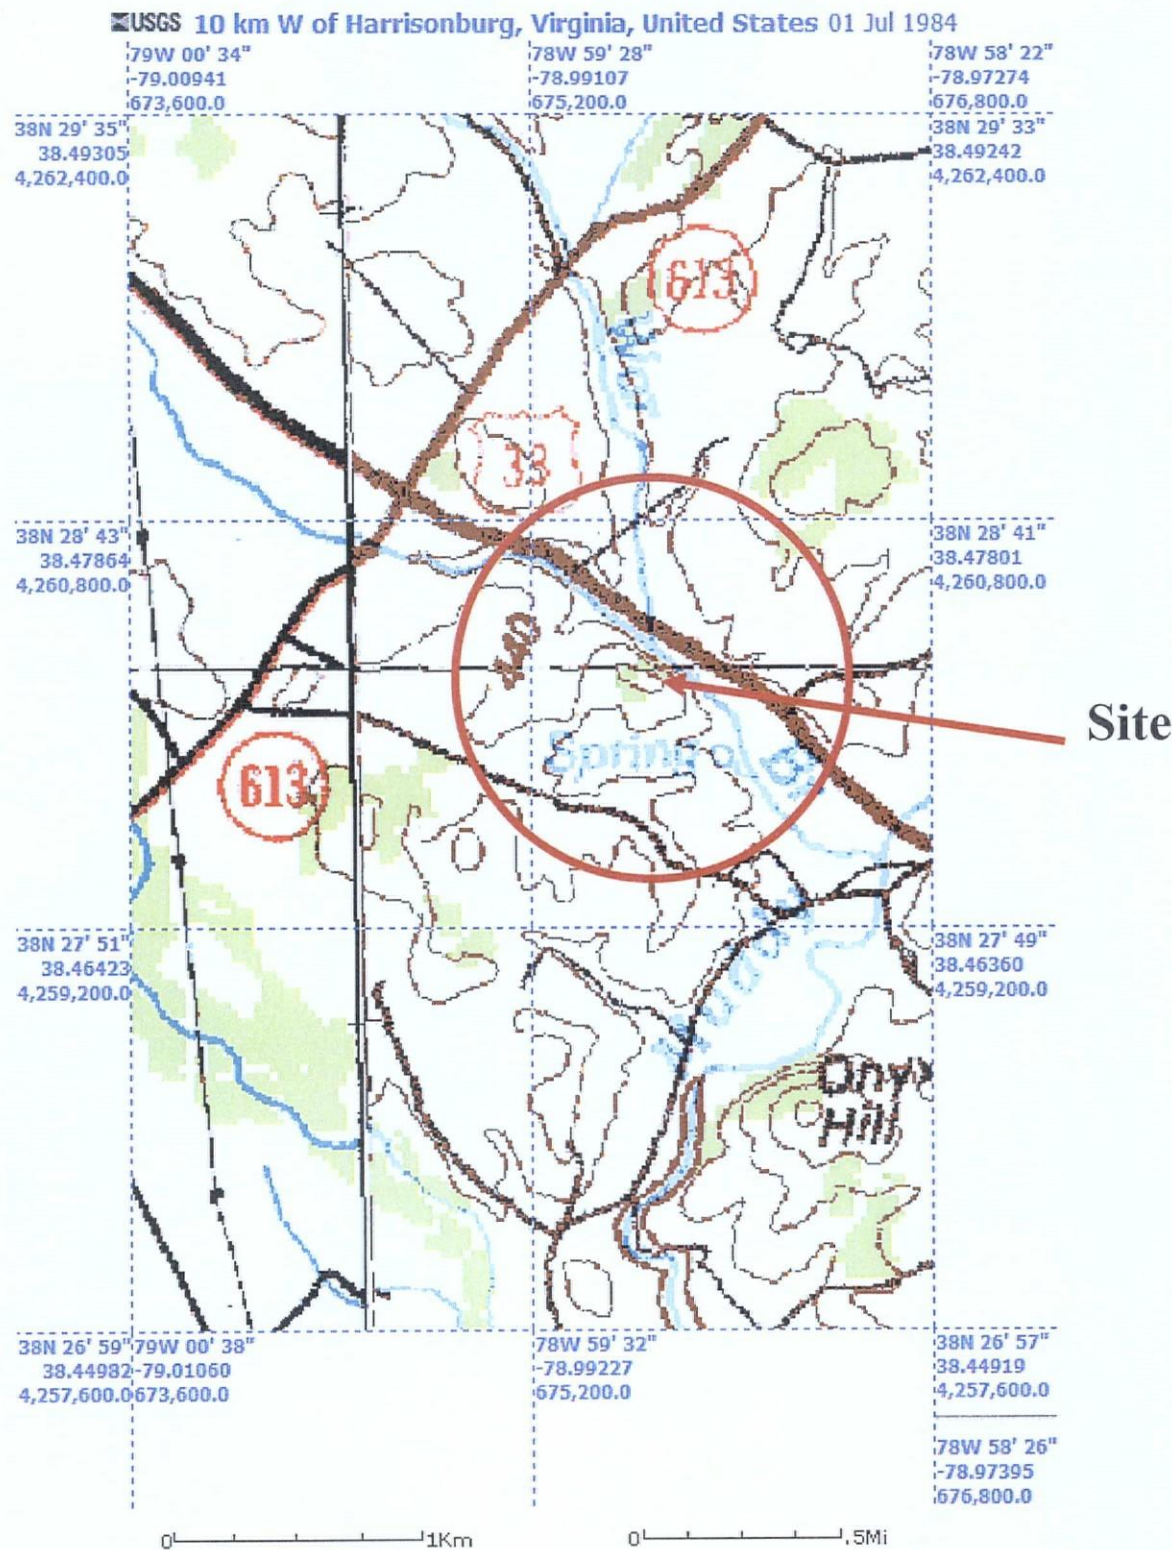 USGS 10 km W of Harrisonburg, Virginia, United States 01 Jul 1984
79W 00' 34"
-79.00941
673,600.0
78W 59' 28"
-78.99107
675,200.0
78W 58' 22"
-78.97274
676,800.0
38N 29' 35"
38.49305
4,262,400.0
38N 29' 33"
38.49242
4,262,400.0
613
33
38N 28' 43"
38.47864
4,260,800.0
38N 28' 41"
38.47801
4,260,800.0
440
Site
Spring
613
38N 27' 51"
38.46423
4,259,200.0
38N 27' 49"
38.46360
4,259,200.0
Onyx
Hill
38N 26' 59"
38.44982
4,257,600.0
79W 00' 38"
-79.01060
673,600.0
78W 59' 32"
-78.99227
675,200.0
38N 26' 57"
38.44919
4,257,600.0
78W 58' 26"
-78.97395
676,800.0
0 1Km
0 .5Mi